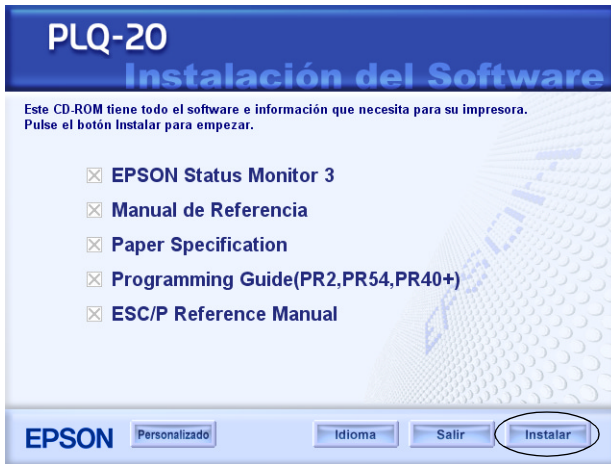 PLQ-20
Instalación del Software
Este CD-ROM tiene todo el software e información que necesita para su impresora.
Pulse el botón Instalar para empezar.
EPSON Status Monitor 3
Manual de Referencia
Paper Specification
Programming Guide(PR2,PR54,PR40+)
ESC/P Reference Manual
EPSON
EPSON
Personalizado
Idioma
Salir
Instalar